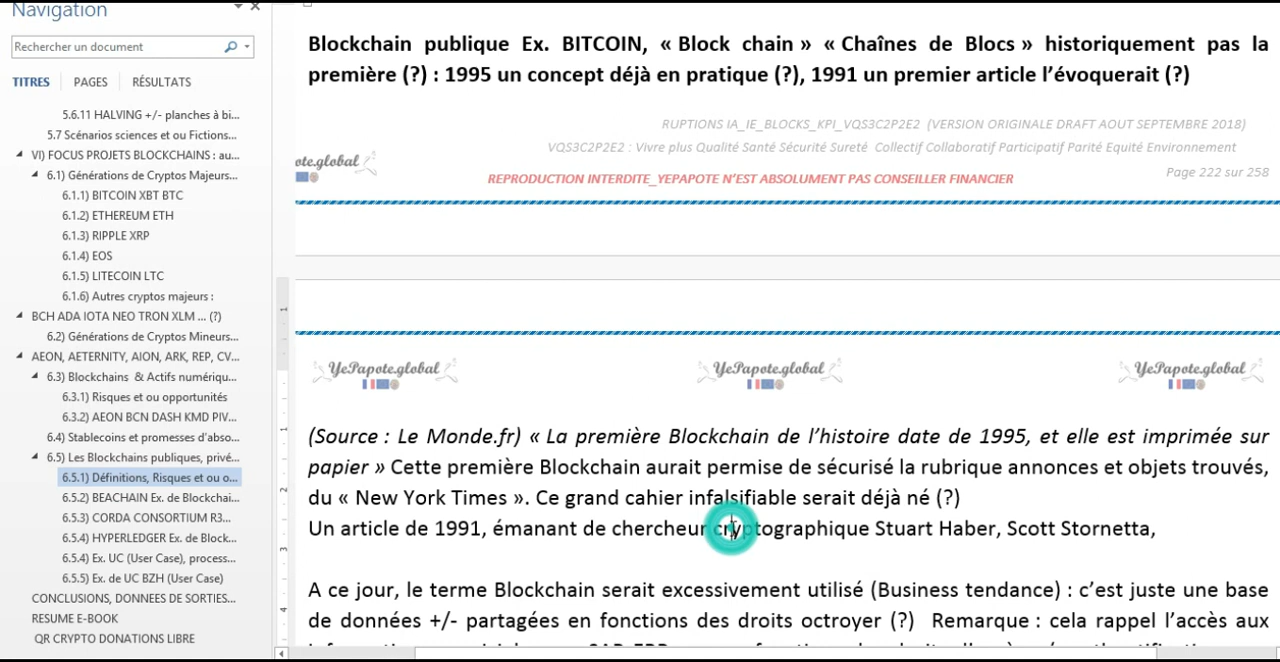 Navigation
Rechercher un document
TITRES PAGES RÉSULTATS
5.6.11 HALVING +/- planches à bi...
5.7 Scénarios sciences et ou Fictions...
VI) FOCUS PROJETS BLOCKCHAINS : au...
6.1) Générations de Cryptos Majeurs...
6.1.1) BITCOIN XBT BTC
6.1.2) ETHEREUM ETH
6.1.3) RIPPLE XRP
6.1.4) EOS
6.1.5) LITECOIN LTC
6.1.6) Autres cryptos majeurs :
BCH ADA IOTA NEO TRON XLM ... (?)
6.2) Générations de Cryptos Mineurs...
AEON, AETERNITY, AION, ARK, REP, CV...
6.3) Blockchains & Actifs numériqu...
6.3.1) Risques et ou opportunités
6.3.2) AEON BCN DASH KMD PIV...
6.4) Stablecoins et promesses d'abso...
6.5) Les Blockchains publiques, privé...
6.5.1) Définitions, Risques et ou o...
6.5.2) BEACHAIN Ex. de Blockchai...
6.5.3) CORDA CONSORTIUM R3...
6.5.4) HYPERLEDGER Ex. de Block...
6.5.4) Ex. UC (User Case), process...
6.5.5) Ex. de UC BZH (User Case)
CONCLUSIONS, DONNEES DE SORTIES...
RESUME E-BOOK
QR CRYPTO DONATIONS LIBRE
Blockchain publique Ex. BITCOIN, « Block chain » « Chaînes de Blocs » historiquement pas la
première (?) : 1995 un concept déjà en pratique (?), 1991 un premier article l'évoquerait (?)
RUPTIONS IA_IE_BLOCKS_KPI_VQS3C2P2E2 (VERSION ORIGINALE DRAFT AOUT SEPTEMBRE 2018)
VQS3C2P2E2 : Vivre plus Qualité Santé Sécurité Sureté Collectif Collaboratif Participatif Parité Equité Environnement
ote.global
Page 222 sur 258
REPRODUCTION INTERDITE_YEPAPOTE N'EST ABSOLUMENT PAS CONSEILLER FINANCIER
YePapote.global YePapote.global YePapote.global
(Source : Le Monde.fr) « La première Blockchain de l'histoire date de 1995, et elle est imprimée sur
papier » Cette première Blockchain aurait permise de sécurisé la rubrique annonces et objets trouvés,
du « New York Times ». Ce grand cahier infalsifiable serait déjà né (?)
Un article de 1991, émanant de chercheur cryptographique Stuart Haber, Scott Stornetta,
A ce jour, le terme Blockchain serait excessivement utilisé (Business tendance) : c'est juste une base
de données +/- partagées en fonctions des droits octroyer (?) Remarque : cela rappel l'accès aux